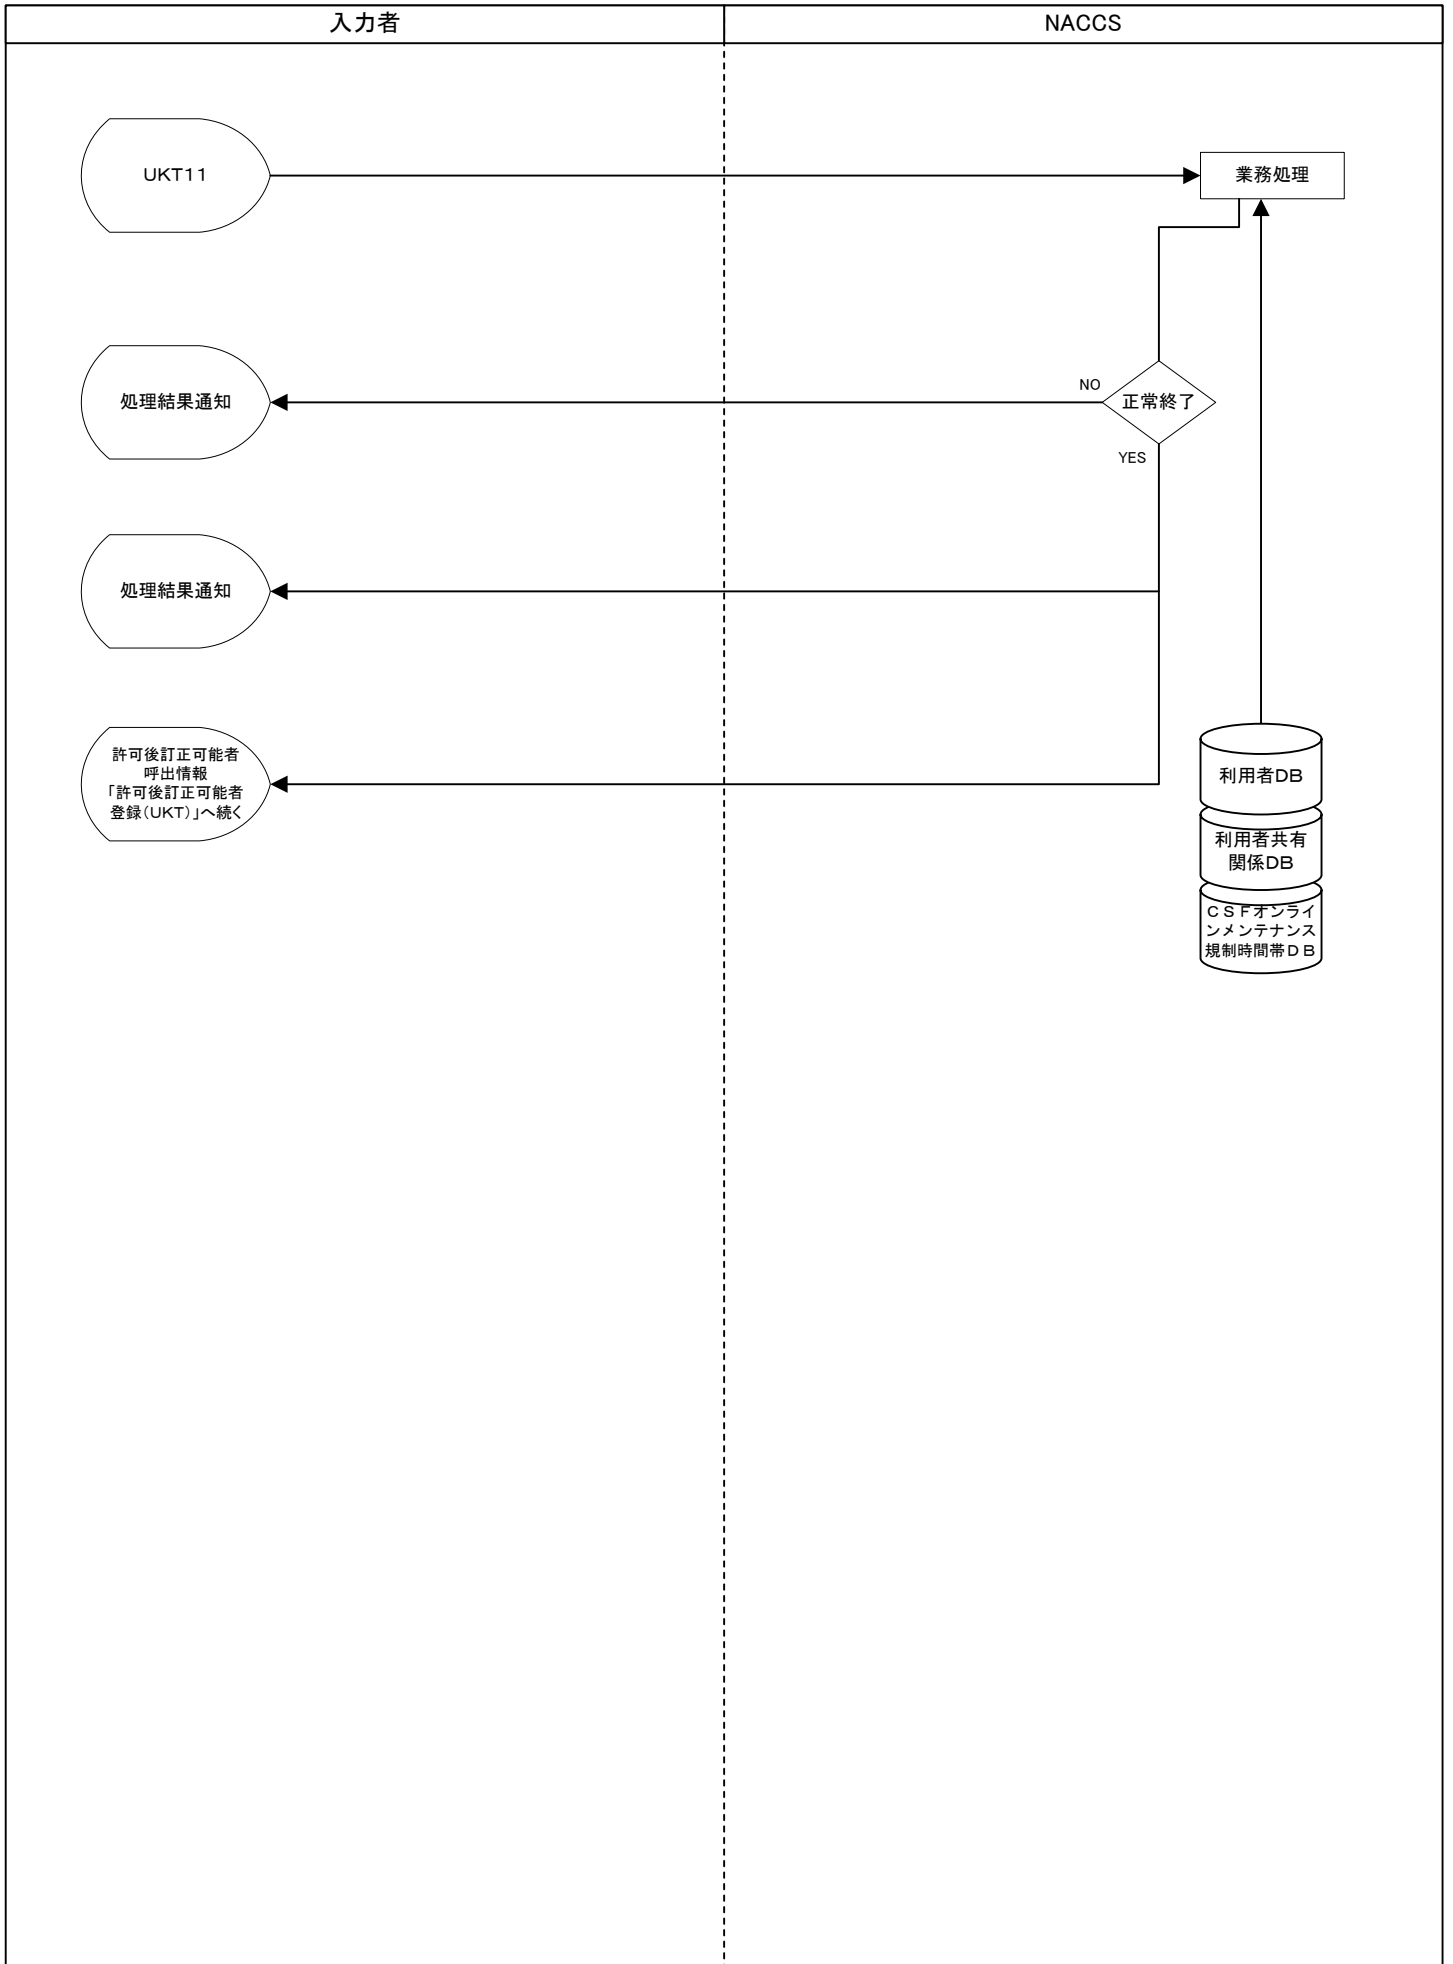 入力者
NACCS
UKT11
業務処理
処理結果通知
NO
正常終了
YES
処理結果通知
許可後訂正可能者
呼出情報
「許可後訂正可能者
登録(UKT)」へ続く
利用者DB
利用者共有
関係DB
ＣＳＦオンライ
ンメンテナンス
規制時間帯ＤＢ